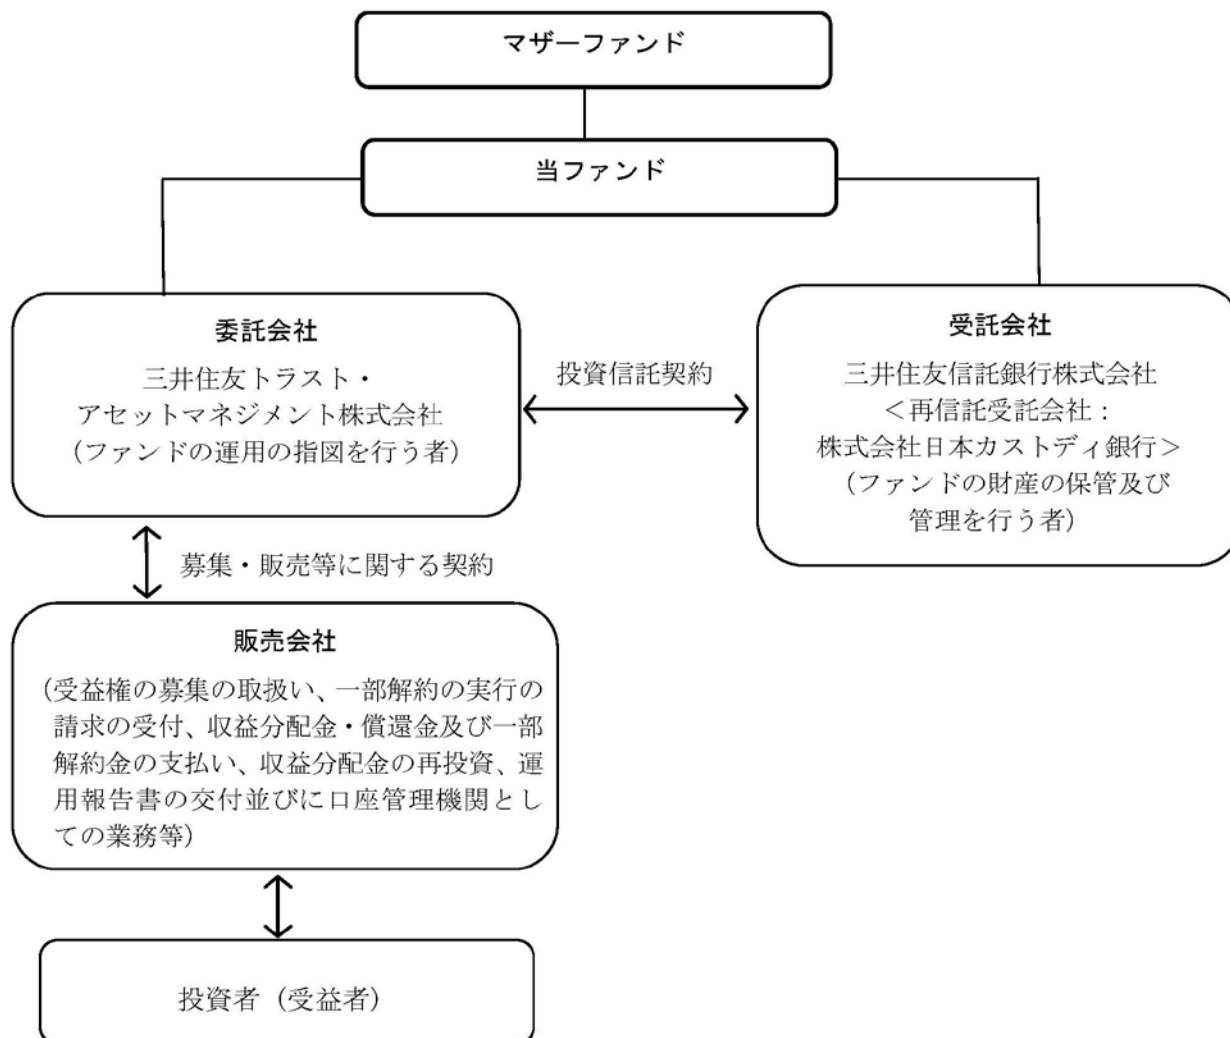 マザーファンド
当ファンド
委託会社
三井住友トラスト・
アセットマネジメント株式会社
（ファンドの運用の指図を行う者）
投資信託契約
受託会社
三井住友信託銀行株式会社
＜再信託受託会社：
株式会社日本カストディ銀行＞
（ファンドの財産の保管及び
管理を行う者）
募集・販売等に関する契約
販売会社
（受益権の募集の取扱い、一部解約の実行の
請求の受付、収益分配金・償還金及び一部
解約金の支払い、収益分配金の再投資、運
用報告書の交付並びに口座管理機関とし
ての業務等）
投資者（受益者）